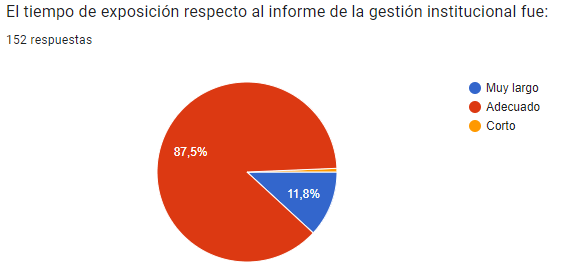 El tiempo de exposición respecto al informe de la gestión institucional fue:
152 respuestas
Muy largo
Adecuado
Corto
87,5%
11,8%